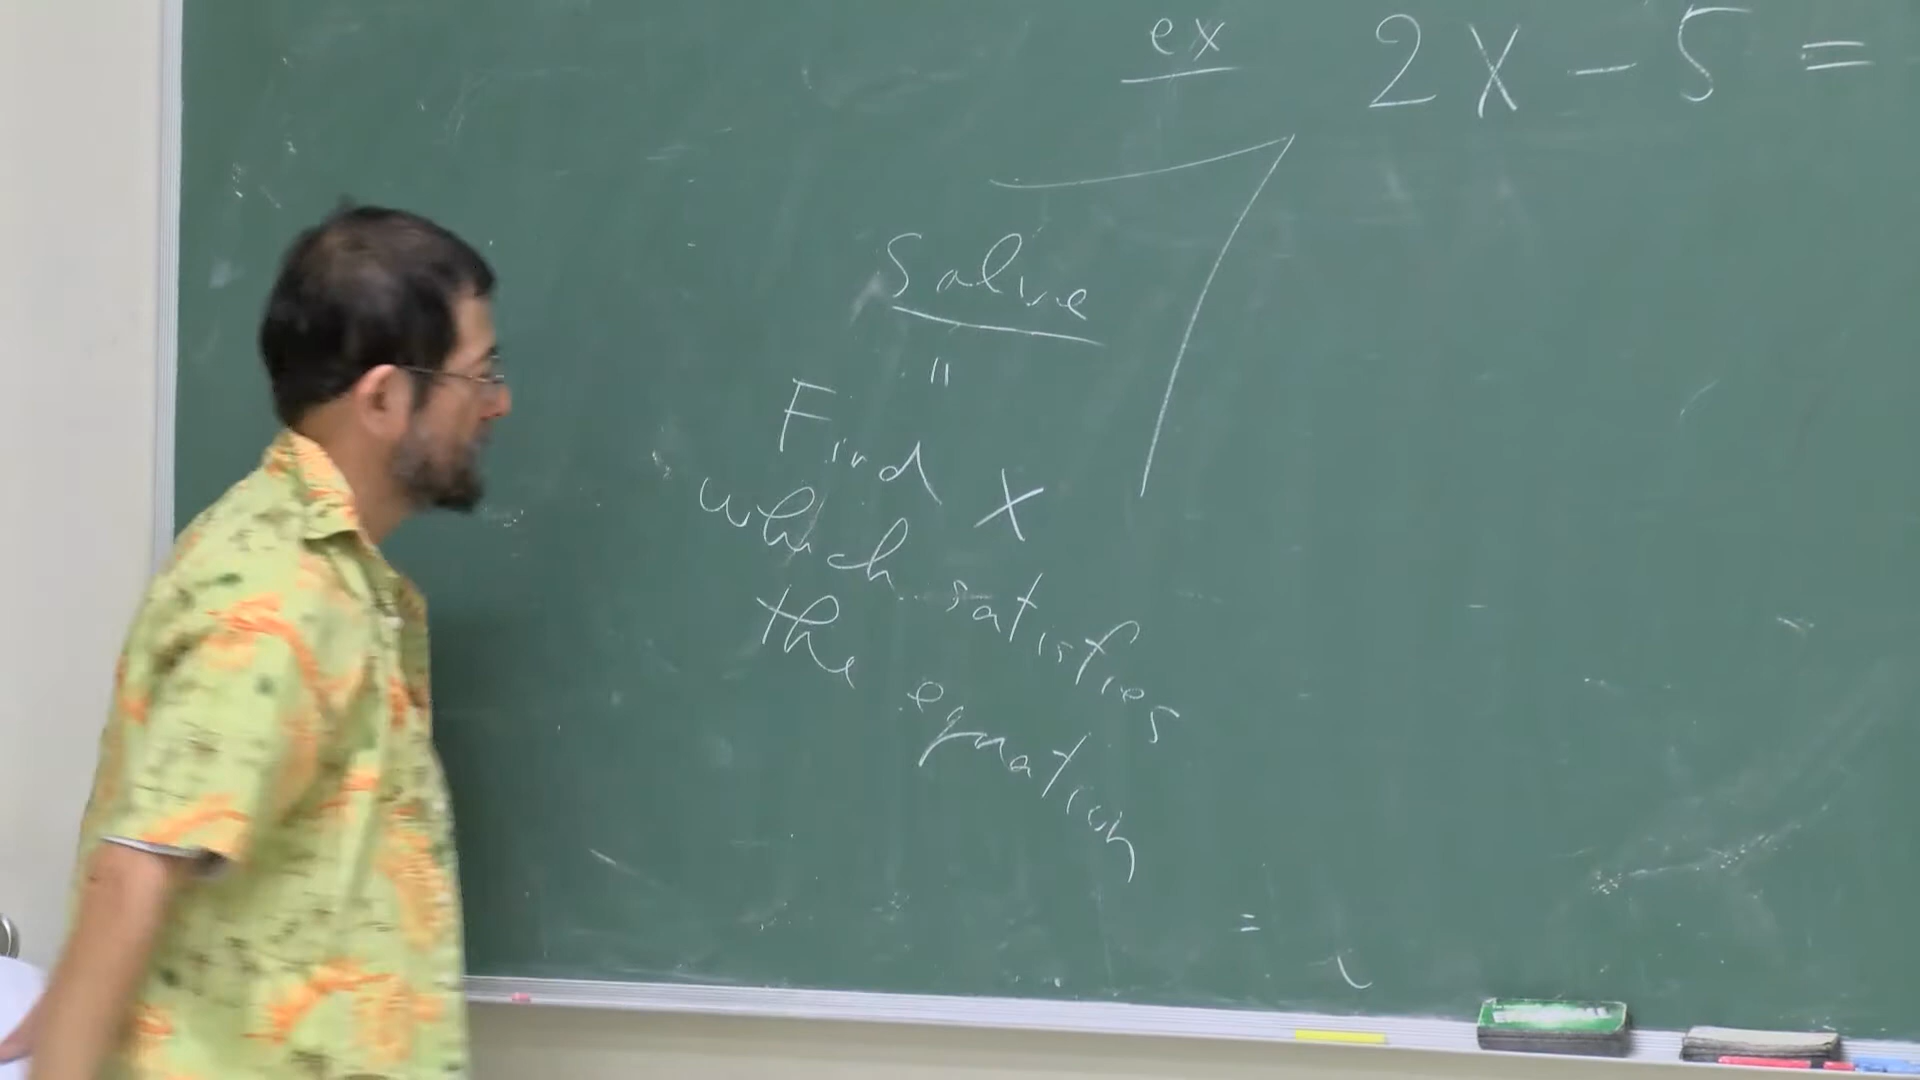 ex 2x - 5 =
Solve
"
Find x
which satisfies
the equation
=